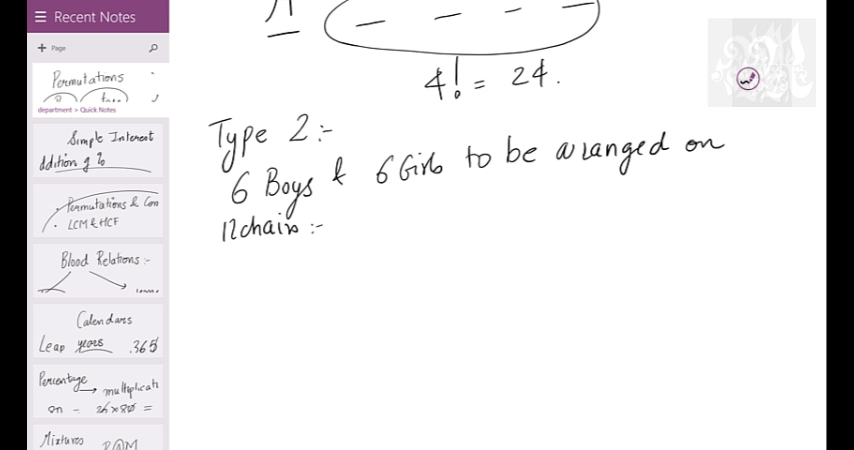 Recent Notes
+ Page
4! = 24.
Permutations
department > Quick Notes
Type 2:-
Simple Interest
6 Boys & 6 Girls to be arranged on
12 chairs :-
Permutations & Com
LCM & HCF
Blood Relations :-
Calendars
Leap years .365
Percentage
→ multiplicati
on -
Mixtures